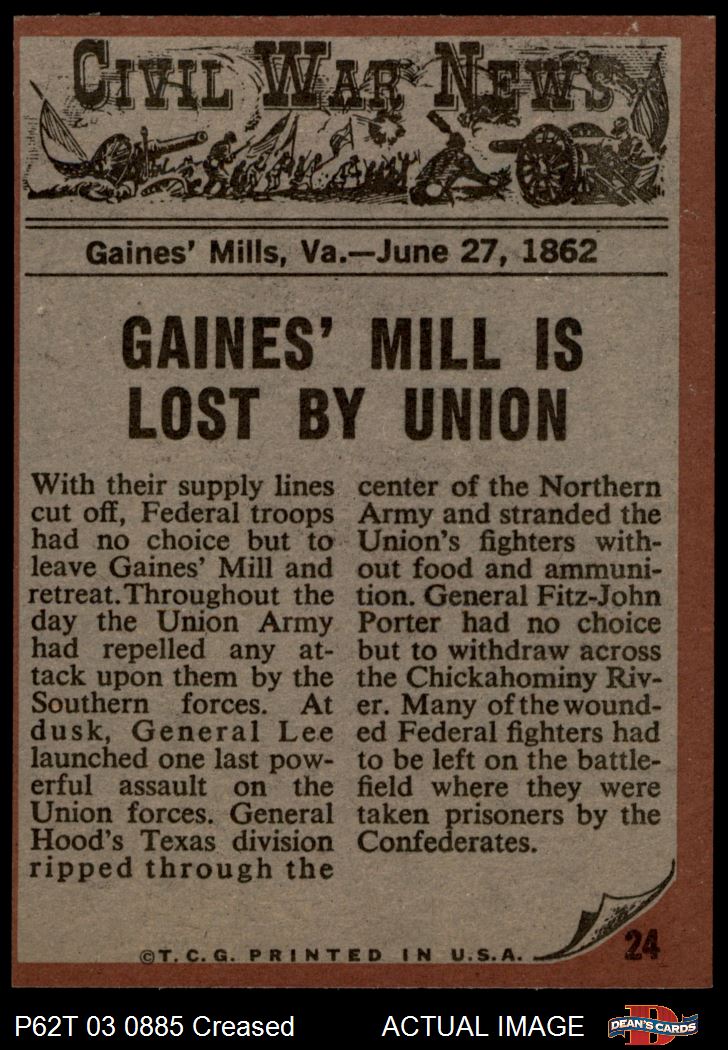 CIVIL WAR NEWS
Gaines' Mills, Va.—June 27, 1862
GAINES' MILL IS
LOST BY UNION
With their supply lines
cut off, Federal troops
had no choice but to
leave Gaines' Mill and
retreat.Throughout the
day the Union Army
had repelled any at-
tack upon them by the
Southern forces. At
dusk, General Lee
launched one last pow-
erful assault on the
Union forces. General
Hood's Texas division
ripped through the
center of the Northern
Army and stranded the
Union's fighters with-
out food and ammuni-
tion. General Fitz-John
Porter had no choice
but to withdraw across
the Chickahominy Riv-
er. Many of the wound-
ed Federal fighters had
to be left on the battle-
field where they were
taken prisoners by the
Confederates.
©T.C.G. PRINTED IN U.S.A.
24
P62T 03 0885 Creased
ACTUAL IMAGE
D
DEAN'S CARDS